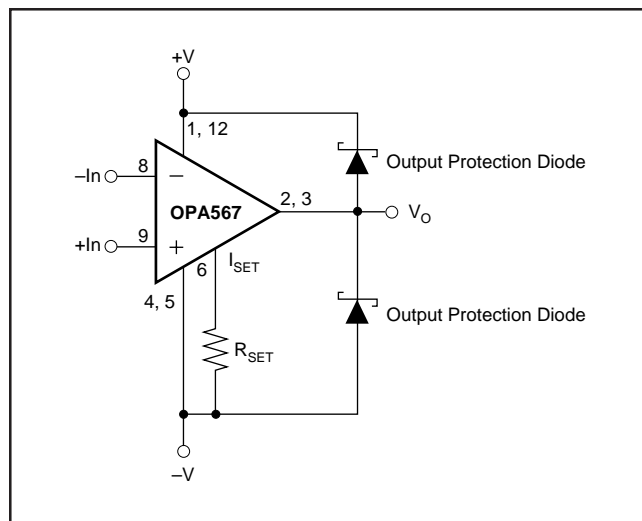 +V
1, 12
Output Protection Diode
–In
8
–
OPA567
2, 3
V_O
+In
9
+
6
I_SET
4, 5
Output Protection Diode
R_SET
–V